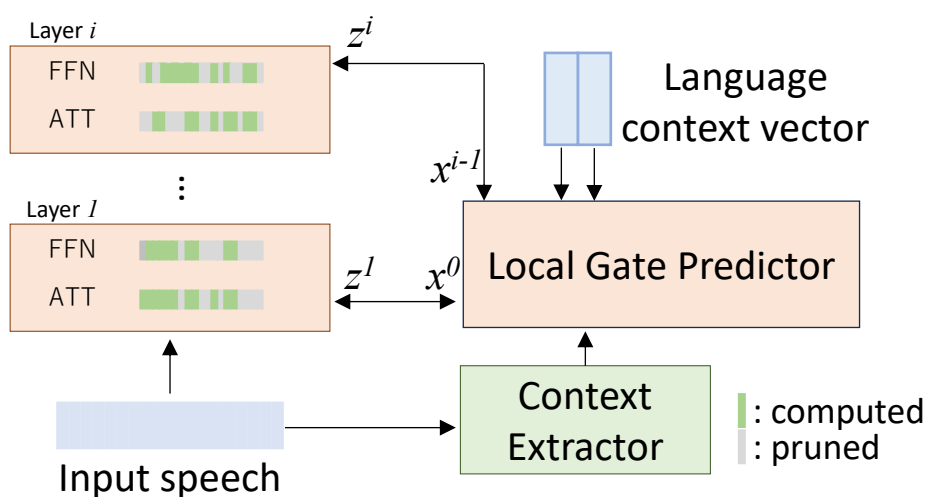 Layer i
FFN
ATT
⋮
Layer 1
FFN
ATT
z^i
x^{i-1}
z^1
x^0
Language
context vector
Local Gate Predictor
Context
Extractor
Input speech
: computed
: pruned